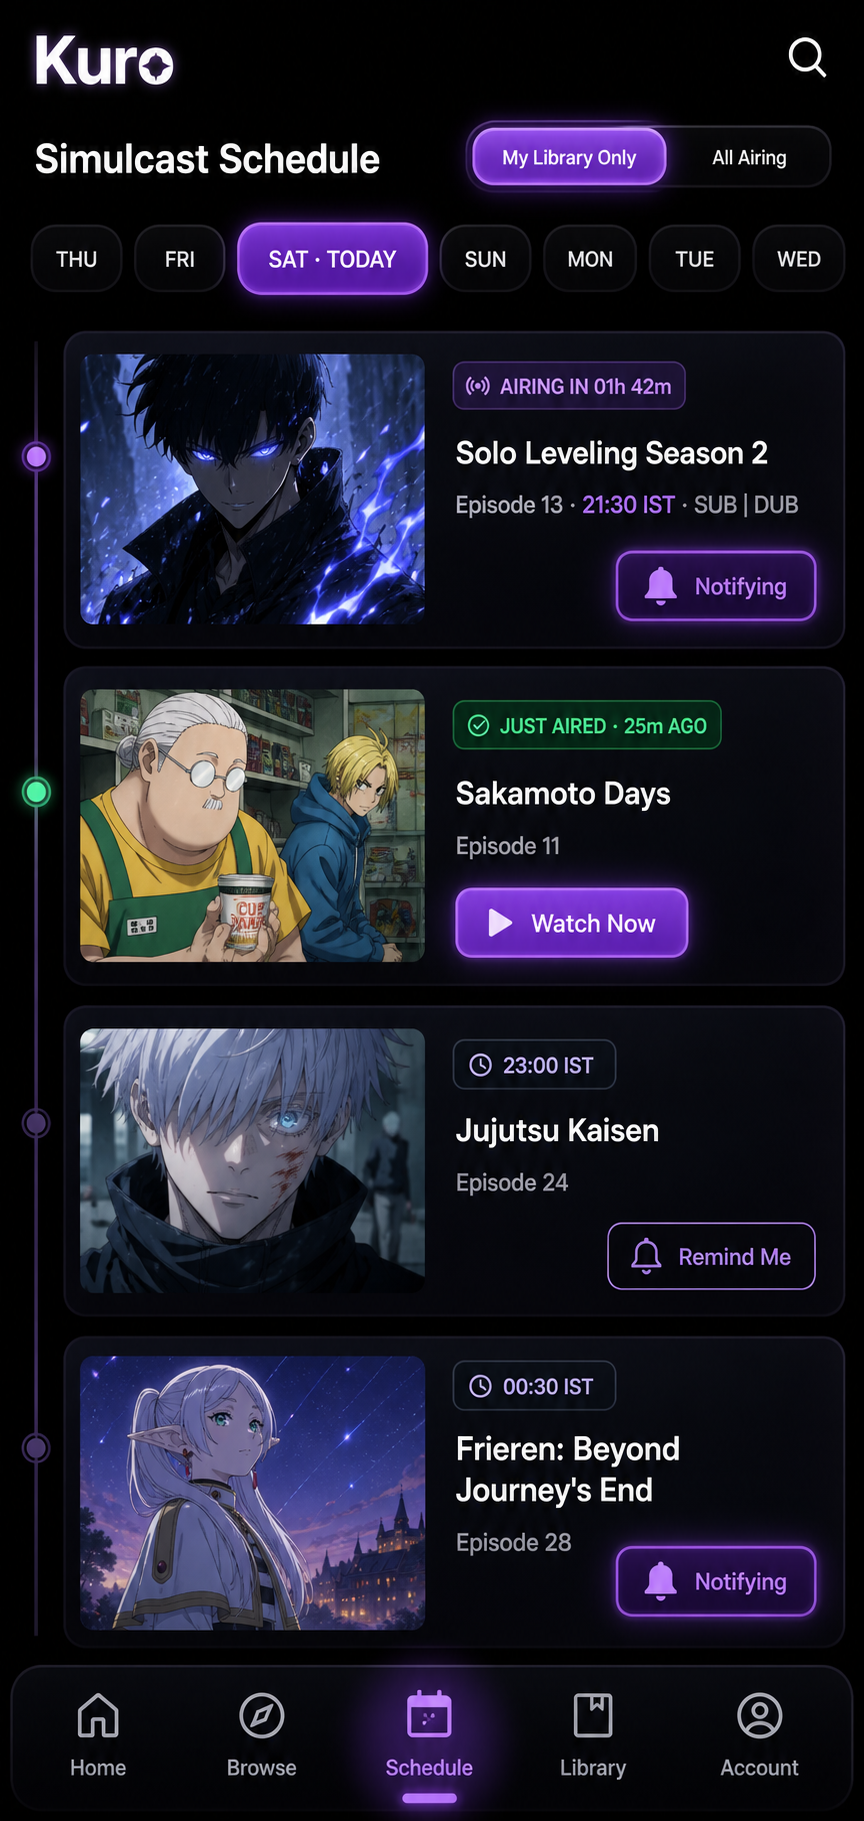 Kuro
Simulcast Schedule
My Library Only
All Airing
THU
FRI
SAT · TODAY
SUN
MON
TUE
WED
AIRING IN 01h 42m
Solo Leveling Season 2
Episode 13 · 21:30 IST · SUB | DUB
Notifying
JUST AIRED · 25m AGO
Sakamoto Days
Episode 11
Watch Now
CUP
23:00 IST
Jujutsu Kaisen
Episode 24
Remind Me
00:30 IST
Frieren: Beyond
Journey's End
Episode 28
Notifying
Home
Browse
Schedule
Library
Account